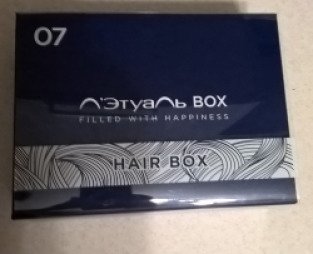 07
Л'Этуаль BOX
FILLED WITH HAPPINESS
HAIR BOX